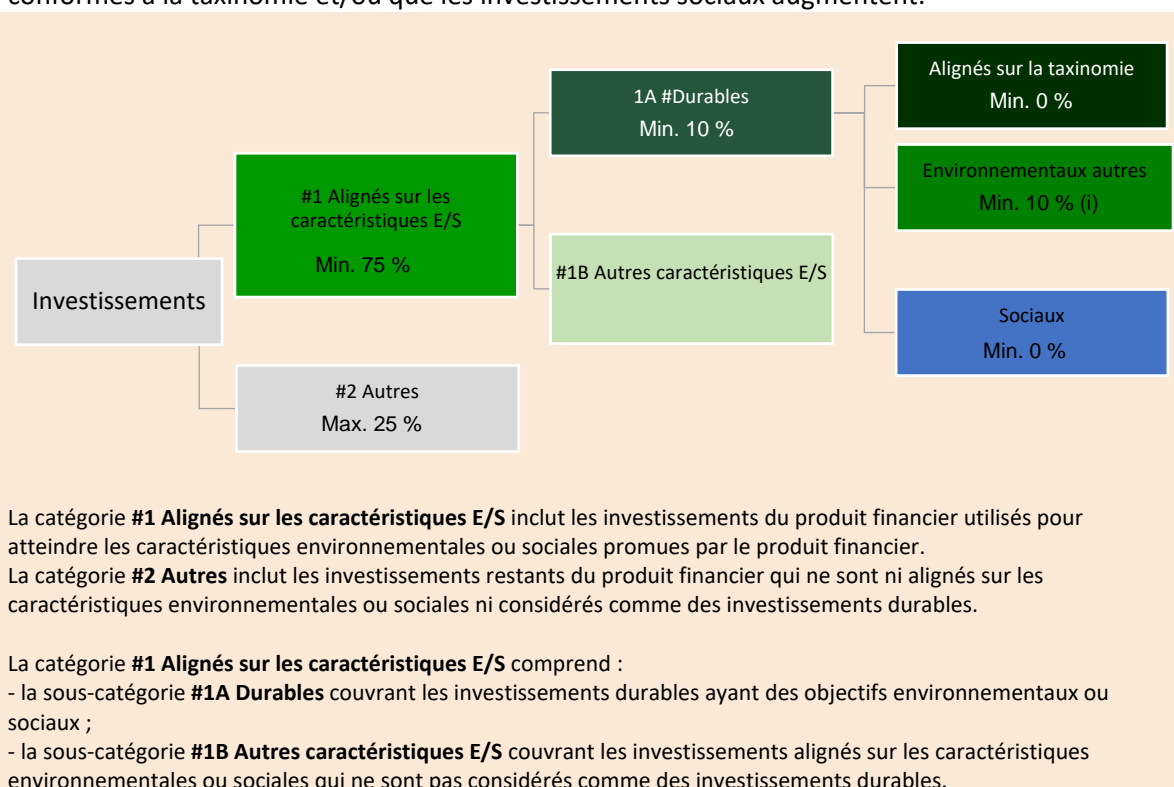 conformes à la taxinomie et/ou que les investissements sociaux augmentent.
Alignés sur la taxinomie
Min. 0 %
1A #Durables
Min. 10 %
Environnementaux autres
Min. 10 % (i)
#1 Alignés sur les
caractéristiques E/S
Min. 75 %
#1B Autres caractéristiques E/S
Investissements
Sociaux
Min. 0 %
#2 Autres
Max. 25 %
La catégorie #1 Alignés sur les caractéristiques E/S inclut les investissements du produit financier utilisés pour
atteindre les caractéristiques environnementales ou sociales promues par le produit financier.
La catégorie #2 Autres inclut les investissements restants du produit financier qui ne sont ni alignés sur les
caractéristiques environnementales ou sociales ni considérés comme des investissements durables.
La catégorie #1 Alignés sur les caractéristiques E/S comprend :
- la sous-catégorie #1A Durables couvrant les investissements durables ayant des objectifs environnementaux ou
sociaux ;
- la sous-catégorie #1B Autres caractéristiques E/S couvrant les investissements alignés sur les caractéristiques
environnementales ou sociales qui ne sont pas considérés comme des investissements durables.